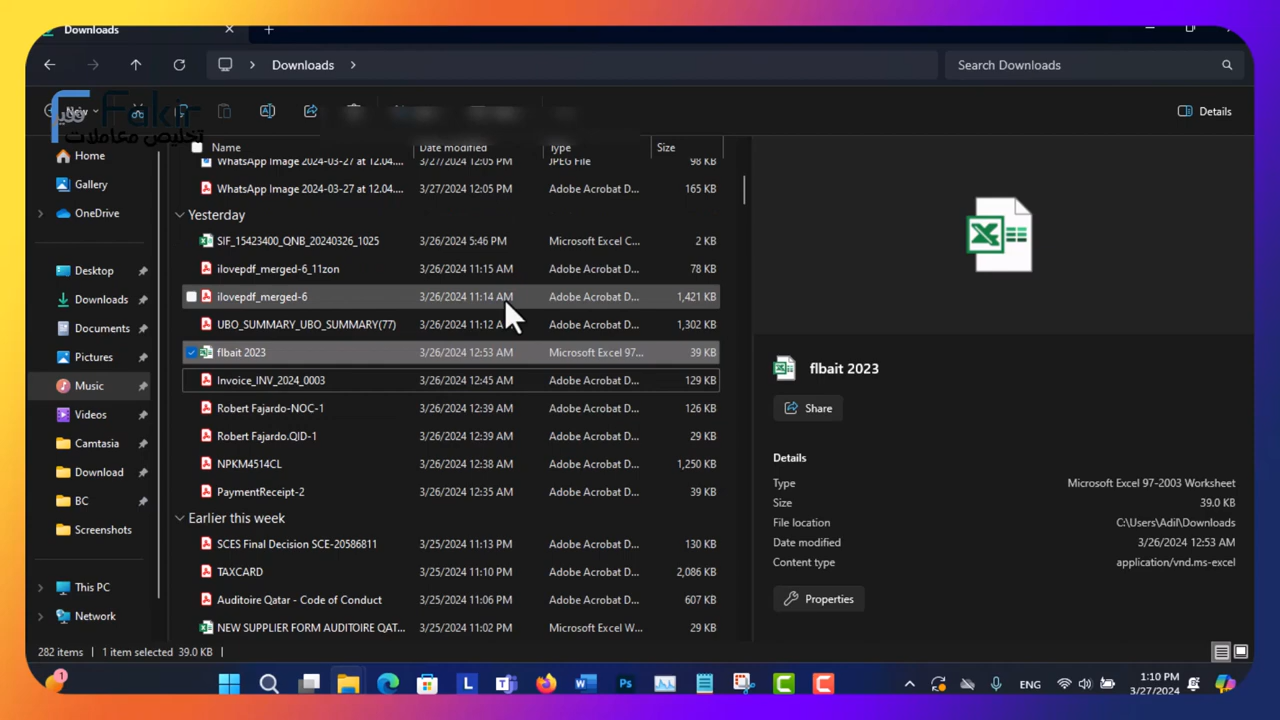 Downloads
Downloads
Search Downloads
New
Details
Fakir
فقير
تخليص معاملات
Home
Gallery
OneDrive
Desktop
Downloads
Documents
Pictures
Music
Videos
Camtasia
Download
BC
Screenshots
This PC
Network
Name Date modified Type Size
WhatsApp Image 2024-03-27 at 12.04.... 3/27/2024 12:05 PM JPEG File 98 KB
WhatsApp Image 2024-03-27 at 12.04.... 3/27/2024 12:05 PM Adobe Acrobat D... 165 KB
Yesterday
SIF_15423400_QNB_20240326_1025 3/26/2024 5:46 PM Microsoft Excel C... 2 KB
ilovepdf_merged-6_11zon 3/26/2024 11:15 AM Adobe Acrobat D... 78 KB
ilovepdf_merged-6 3/26/2024 11:14 AM Adobe Acrobat D... 1,421 KB
UBO_SUMMARY_UBO_SUMMARY(77) 3/26/2024 11:12 Adobe Acrobat D... 1,302 KB
flbait 2023 3/26/2024 12:53 AM Microsoft Excel 97... 39 KB
Invoice_INV_2024_0003 3/26/2024 12:45 AM Adobe Acrobat D... 129 KB
Robert Fajardo-NOC-1 3/26/2024 12:39 AM Adobe Acrobat D... 126 KB
Robert Fajardo.QID-1 3/26/2024 12:39 AM Adobe Acrobat D... 29 KB
NPKM4514CL 3/26/2024 12:38 AM Adobe Acrobat D... 1,250 KB
PaymentReceipt-2 3/26/2024 12:35 AM Adobe Acrobat D... 39 KB
Earlier this week
SCES Final Decision SCE-20586811 3/25/2024 11:13 PM Adobe Acrobat D... 130 KB
TAXCARD 3/25/2024 11:10 PM Adobe Acrobat D... 2,086 KB
Auditoire Qatar - Code of Conduct 3/25/2024 11:06 PM Adobe Acrobat D... 607 KB
NEW SUPPLIER FORM AUDITOIRE QAT... 3/25/2024 11:02 PM Microsoft Excel W... 38 KB
flbait 2023
Share
Details
Type Microsoft Excel 97-2003 Worksheet
Size 39.0 KB
File location C:\Users\Adil\Downloads
Date modified 3/26/2024 12:53 AM
Content type application/vnd.ms-excel
Properties
282 items 1 item selected 39.0 KB
1
ENG
1:10 PM
3/27/2024